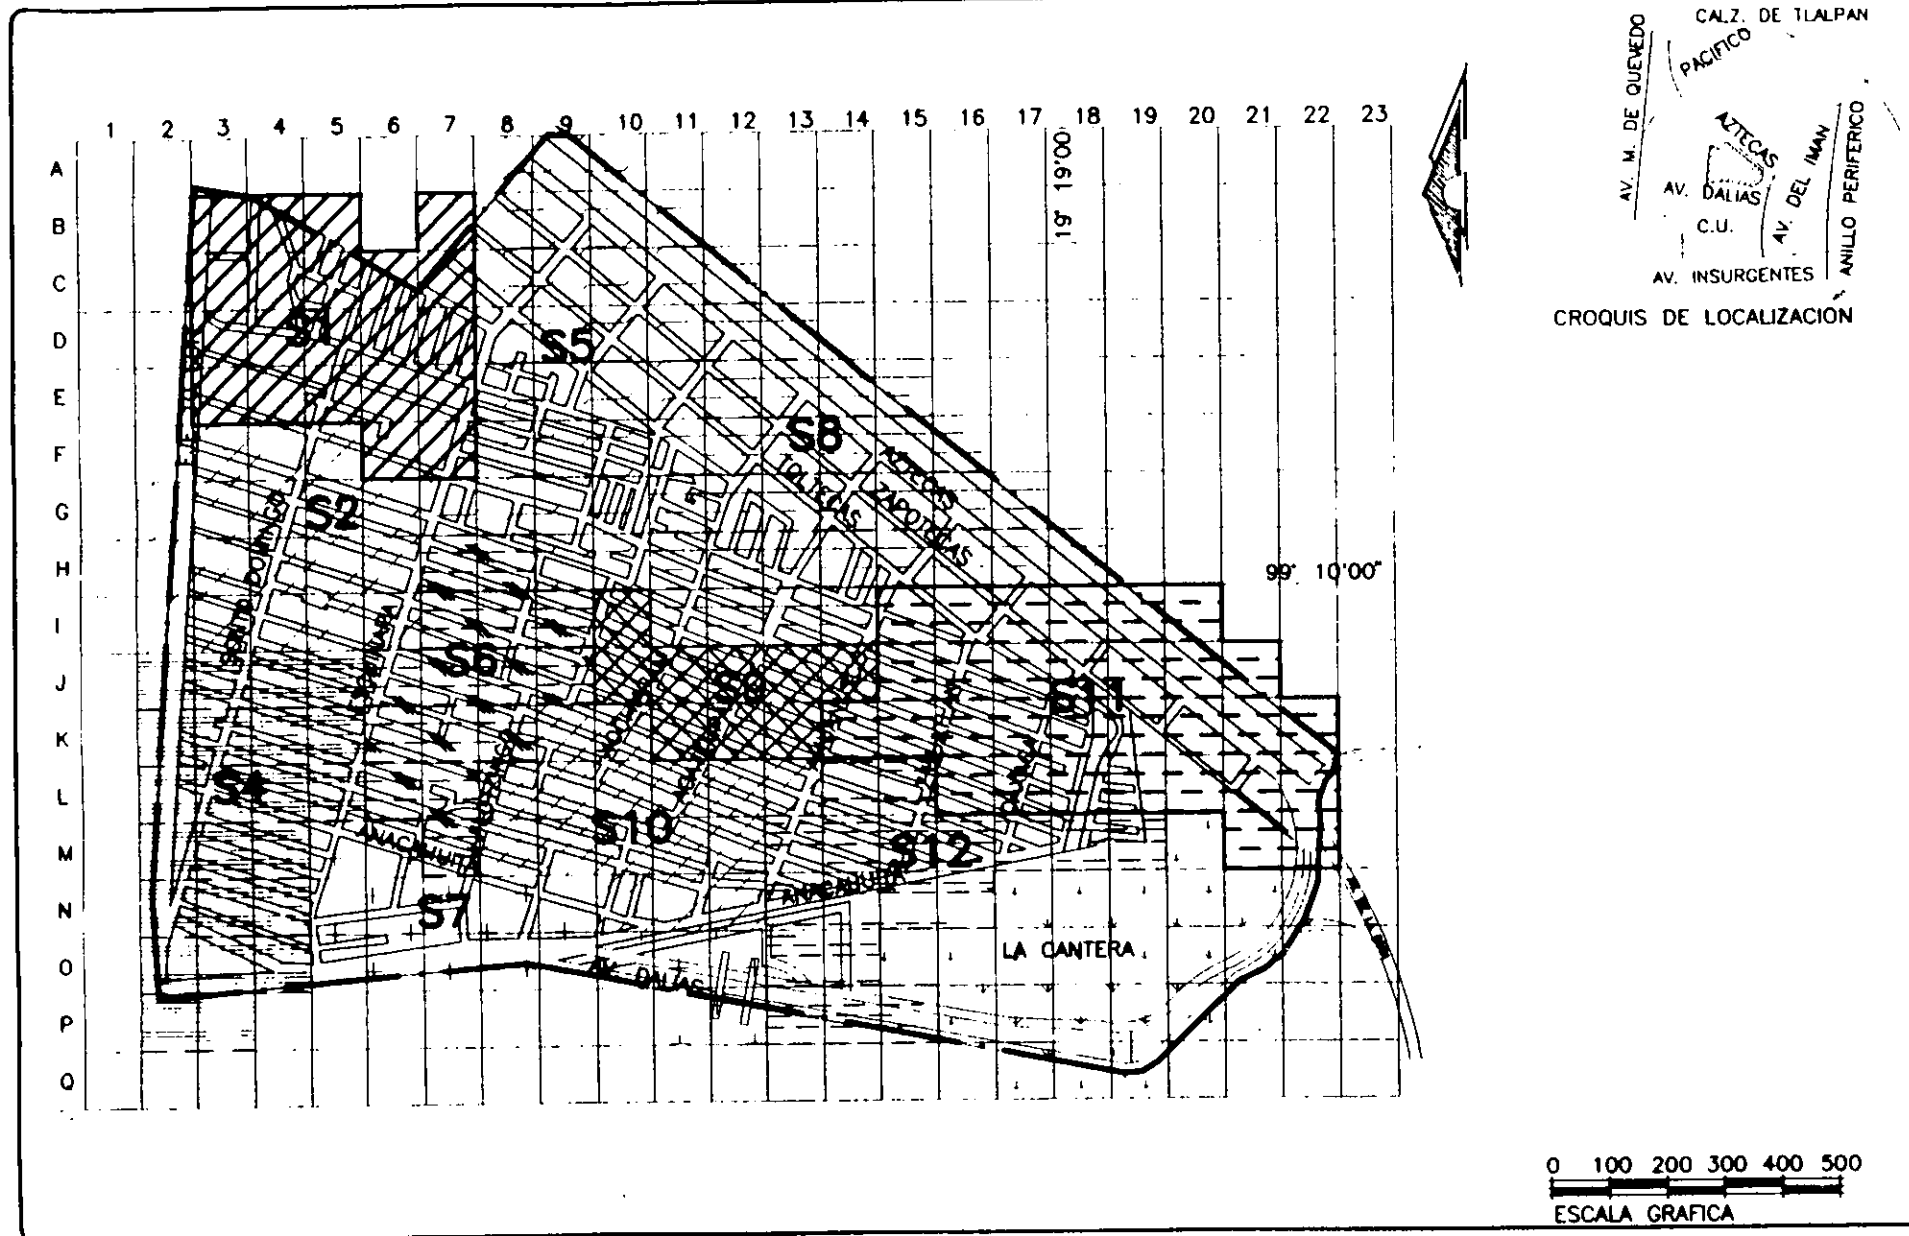 CALZ. DE TLALPAN
AV. M. DE QUEVEDO
PACIFICO
AZTECAS
AV. DALIAS
C.U.
AV. DEL IMAN
ANILLO PERIFERICO
AV. INSURGENTES
CROQUIS DE LOCALIZACIÓN
1 2 3 4 5 6 7 8 9 10 11 12 13 14 15 16 17 18 19 20 21 22 23
19° 19'00
A
B
C
D
E
F
G
H
I
J
K
L
M
N
O
P
Q
S1
S5
S8
AZTECAS
TOLTECAS
ZAPOTECAS
S2
99° 10'00"
S6
S9
S11
S4
S10
S12
ANACAHUITA
ANACAHUITA
S7
LA CANTERA
AV. DALIAS
0 100 200 300 400 500
ESCALA GRAFICA